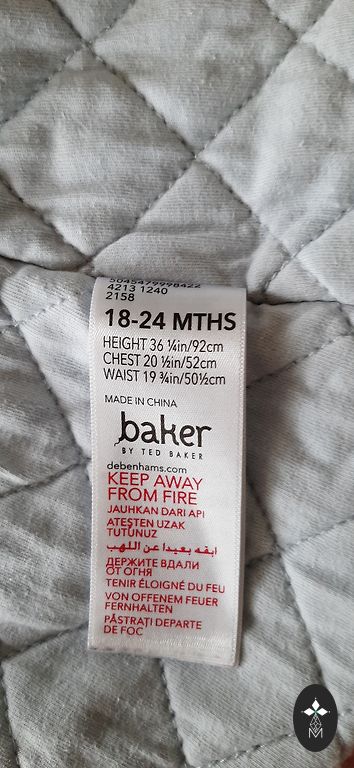 5045479998422
4213 1240
2158
18-24 MTHS
HEIGHT 36 ¼in/92cm
CHEST 20 ½in/52cm
WAIST 19 ¾in/50½cm
MADE IN CHINA
baker
BY TED BAKER
debenhams.com
KEEP AWAY
FROM FIRE
JAUHKAN DARI API
ATEŞTEN UZAK
TUTUNUZ
ابقه بعيدا عن اللهب
ДЕРЖИТЕ ВДАЛИ
ОТ ОГНЯ
TENIR ÉLOIGNÉ DU FEU
VON OFFENEM FEUER
FERNHALTEN
PĂSTRAȚI DEPARTE
DE FOC
M